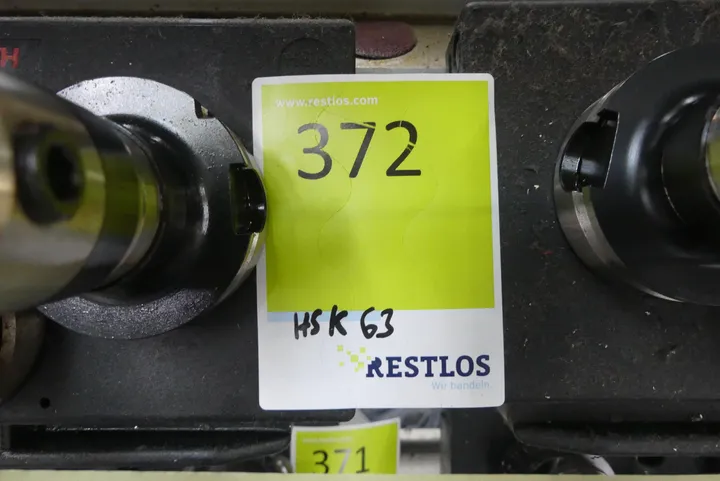 H
www.restlos.com
372
HSK 63
RESTLOS
Wir handeln.
371